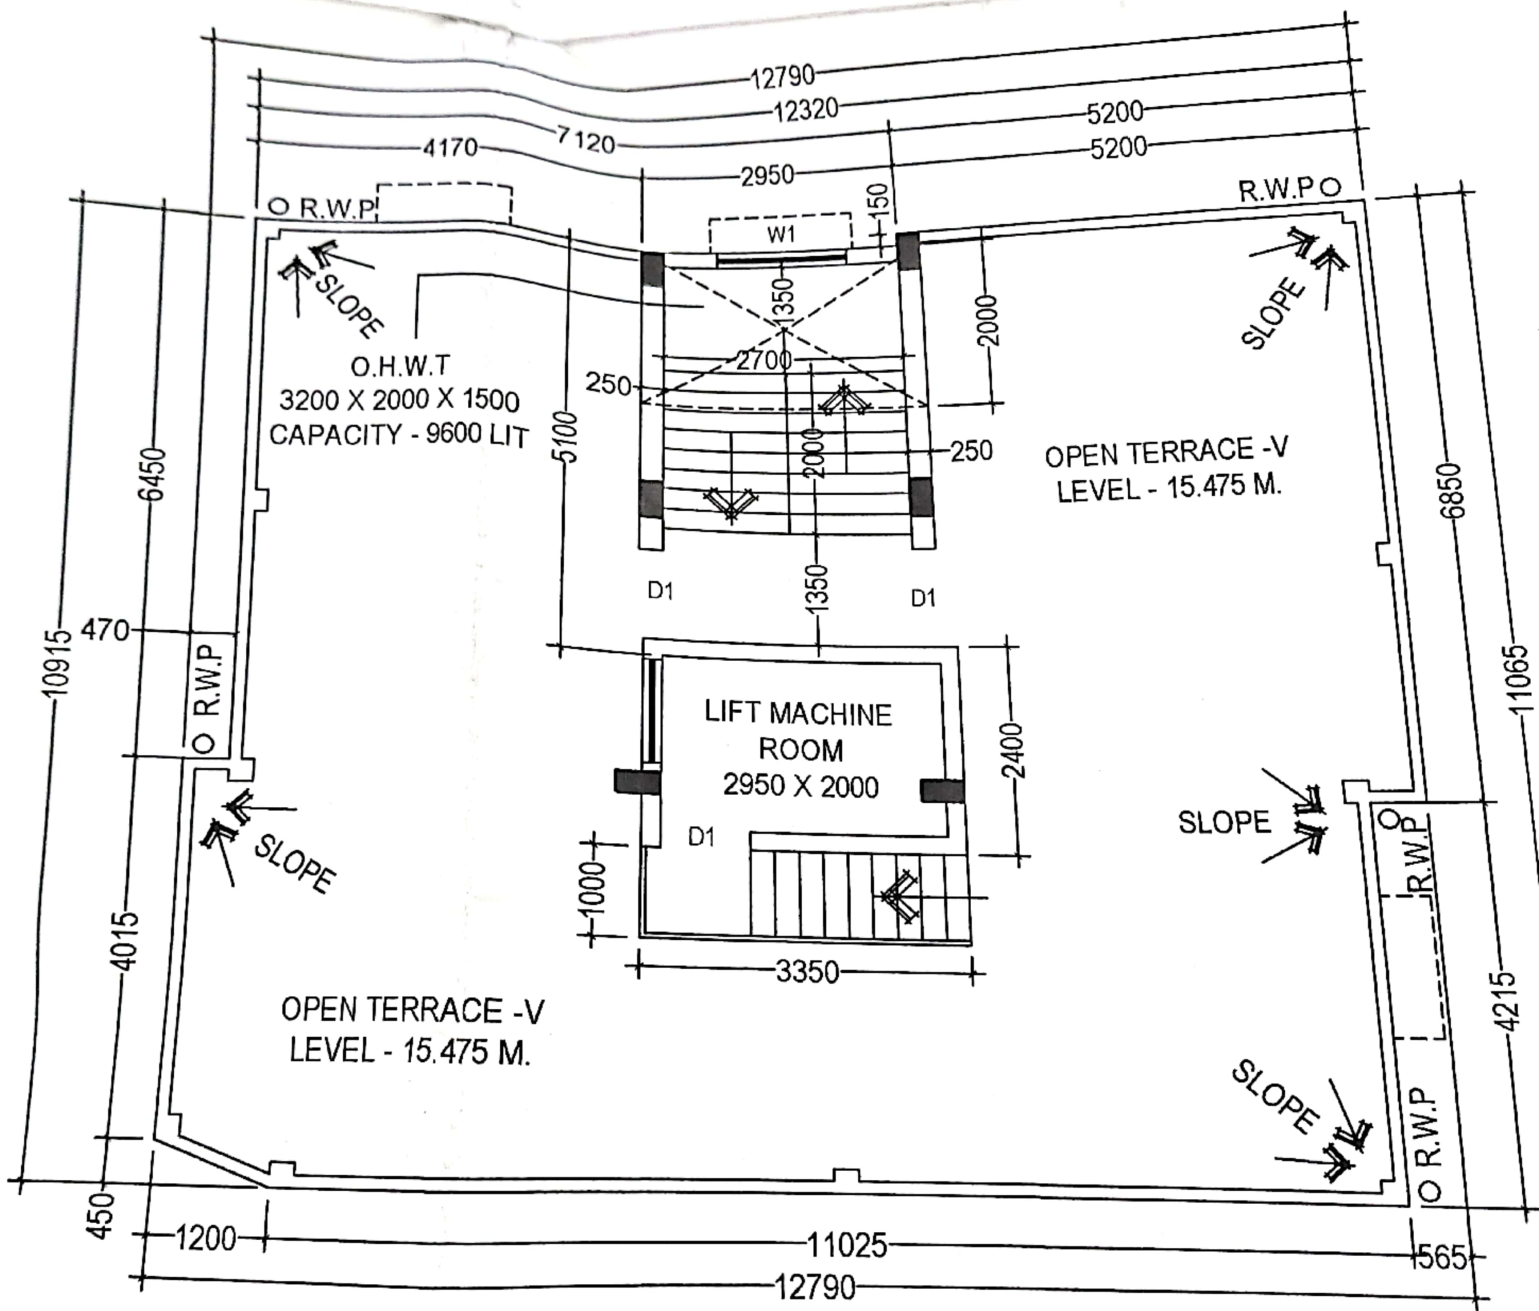 12790
12320
7120
5200
4170
2950
5200
150
R.W.P
R.W.P
W1
SLOPE
SLOPE
1350
2000
O.H.W.T
3200 X 2000 X 1500
CAPACITY - 9600 LIT
2700
250
5100
2000
250
OPEN TERRACE -V
LEVEL - 15.475 M.
6450
6850
10915
470
R.W.P
D1
1350
D1
11065
LIFT MACHINE
ROOM
2950 X 2000
2400
SLOPE
D1
SLOPE
R.W.P
1000
4015
3350
OPEN TERRACE -V
LEVEL - 15.475 M.
4215
SLOPE
R.W.P
450
1200
11025
565
12790